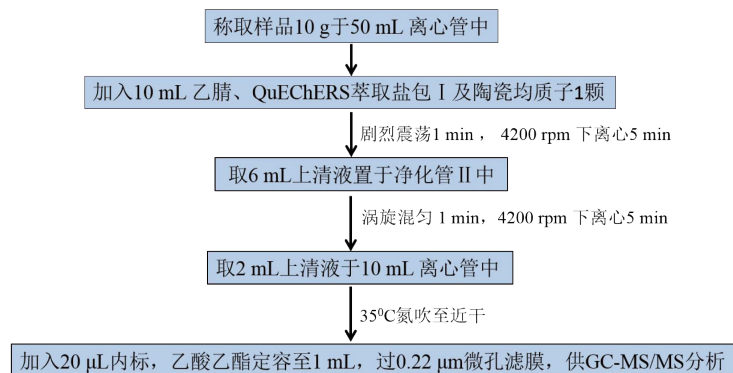 称取样品10 g于50 mL 离心管中
加入10 mL 乙腈、QuEChERS萃取盐包Ⅰ及陶瓷均质子1颗
剧烈震荡1 min ， 4200 rpm 下离心5 min
取6 mL上清液置于净化管Ⅱ中
涡旋混匀 1 min，4200 rpm 下离心5 min
取2 mL上清液于10 mL 离心管中
35⁰C氮吹至近干
加入20 μL内标，乙酸乙酯定容至1 mL，过0.22 μm微孔滤膜，供GC-MS/MS分析